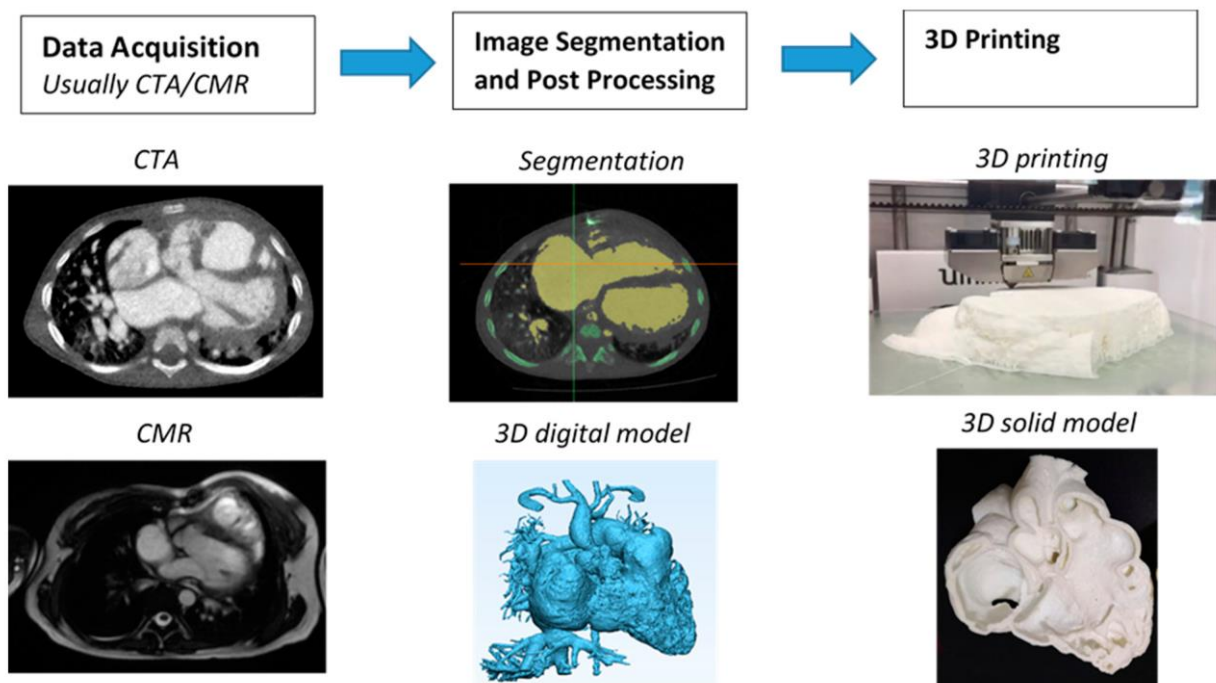 Data Acquisition
Usually CTA/CMR
Image Segmentation
and Post Processing
3D Printing
CTA
Segmentation
3D printing
CMR
3D digital model
3D solid model